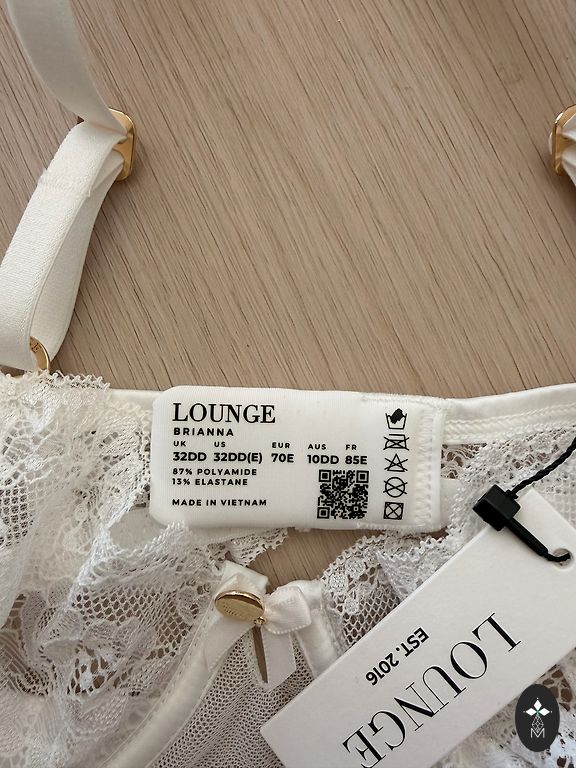 LOUNGE
BRIANNA
UK US EUR AUS FR
32DD 32DD(E) 70E 10DD 85E
87% POLYAMIDE
13% ELASTANE
MADE IN VIETNAM
EST. 2016
LOUNGE